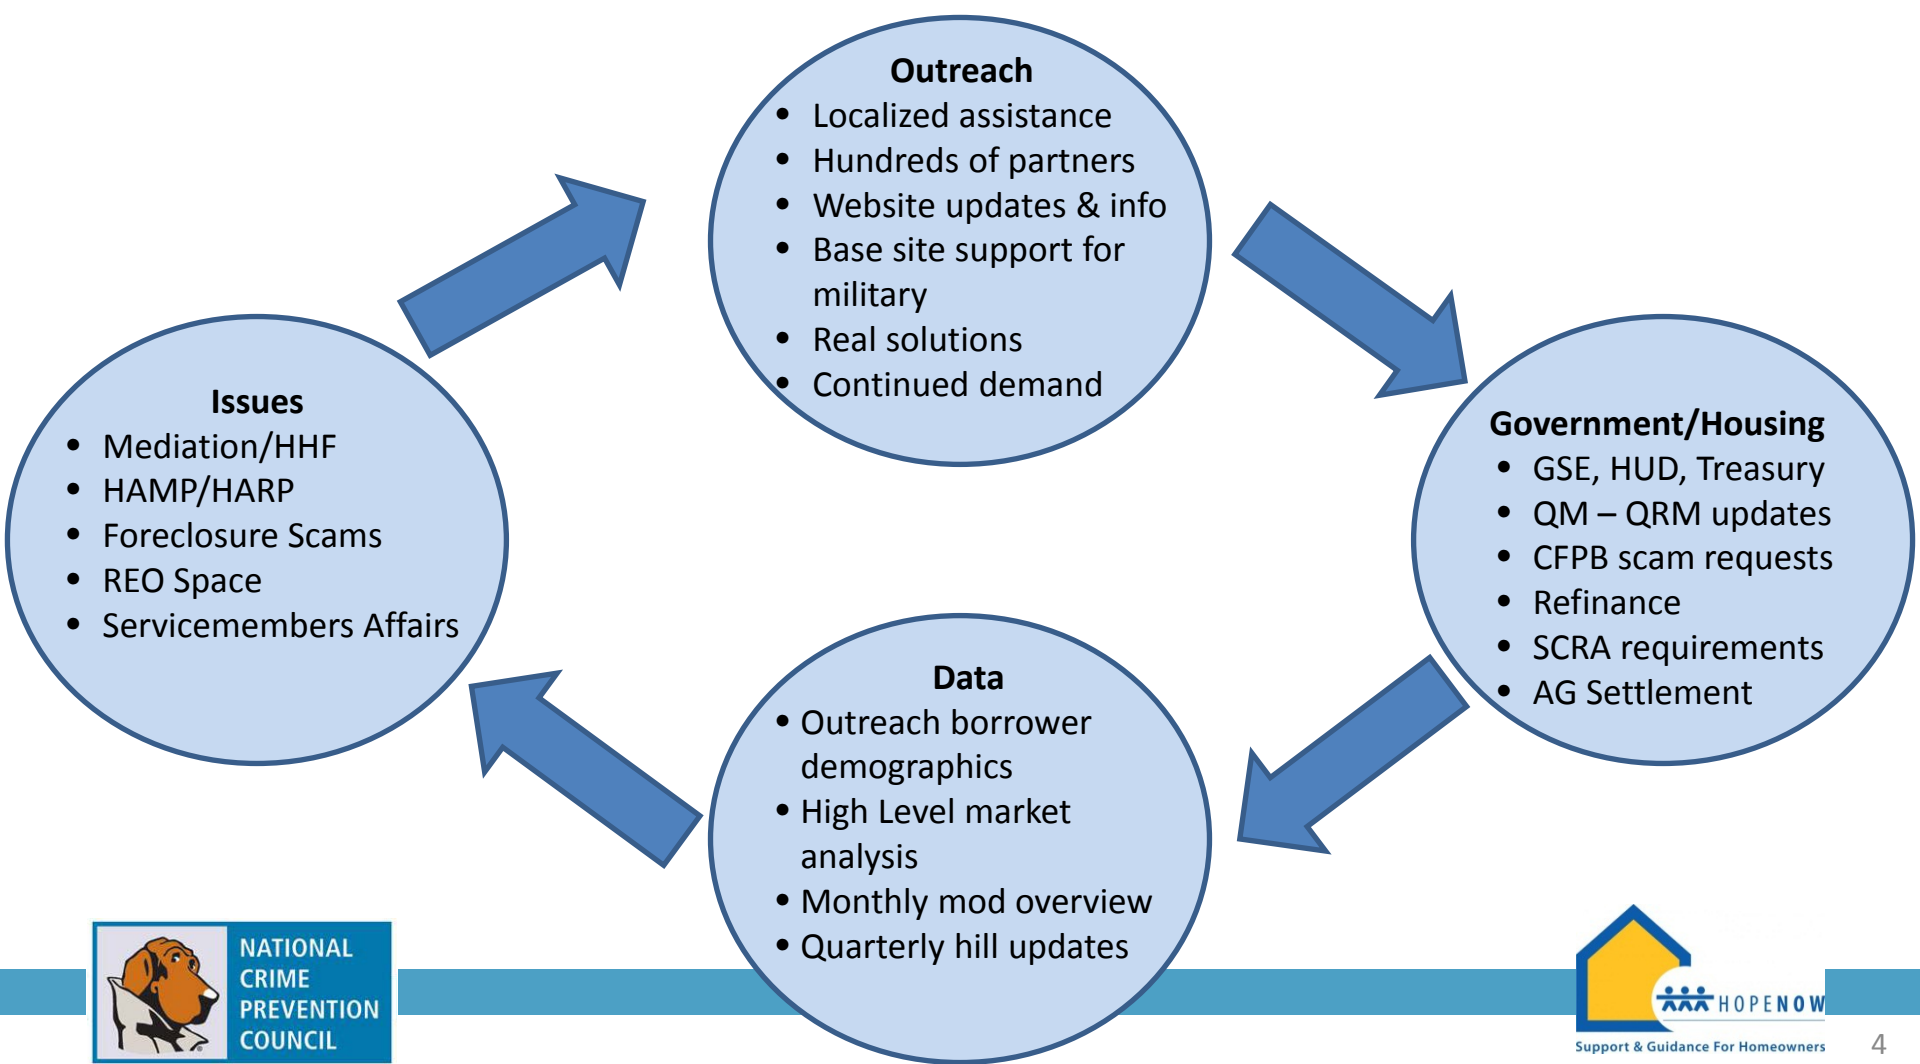 Outreach
• Localized assistance
• Hundreds of partners
• Website updates & info
• Base site support for
military
• Real solutions
• Continued demand
Issues
• Mediation/HHF
• HAMP/HARP
• Foreclosure Scams
• REO Space
• Servicemembers Affairs
Government/Housing
• GSE, HUD, Treasury
• QM – QRM updates
• CFPB scam requests
• Refinance
• SCRA requirements
• AG Settlement
Data
• Outreach borrower
demographics
• High Level market
analysis
• Monthly mod overview
• Quarterly hill updates
NATIONAL
CRIME
PREVENTION
COUNCIL
HOPENOW
Support & Guidance For Homeowners
4